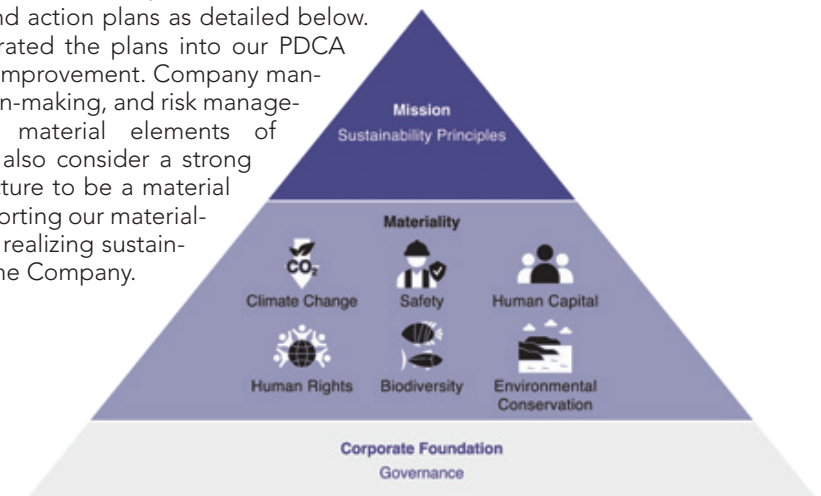 nd action plans as detailed below.
rated the plans into our PDCA
mprovement. Company man-
n-making, and risk manage-
material elements of
also consider a strong
cture to be a material
orting our material-
realizing sustain-
he Company.
Mission
Sustainability Principles
Materiality
CO₂
Climate Change
Safety
Human Capital
Human Rights
Biodiversity
Environmental
Conservation
Corporate Foundation
Governance